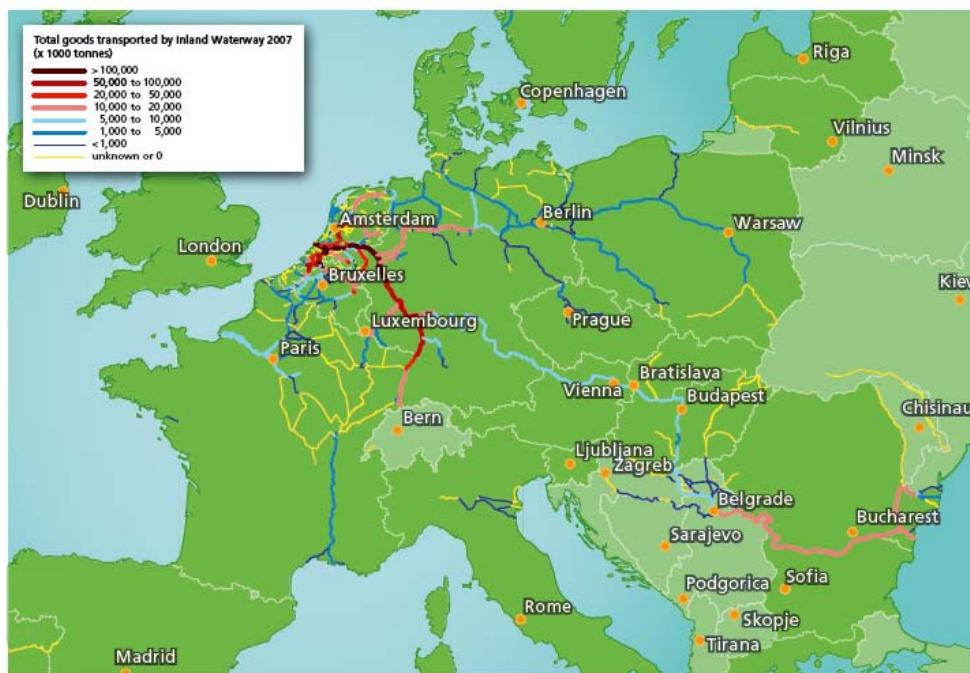 Total goods transported by Inland Waterway 2007
(x 1000 tonnes)
>100,000
50,000 to 100,000
20,000 to 50,000
10,000 to 20,000
5,000 to 10,000
1,000 to 5,000
<1,000
unknown or 0
Riga
Copenhagen
Vilnius
Minsk
Dublin
Amsterdam
Berlin
Warsaw
London
Bruxelles
Kiev
Luxembourg
Prague
Paris
Bratislava
Vienna
Budapest
Bern
Chisinau
Ljubljana
Zagreb
Belgrade
Bucharest
Sarajevo
Podgorica
Sofia
Rome
Skopje
Tirana
Madrid